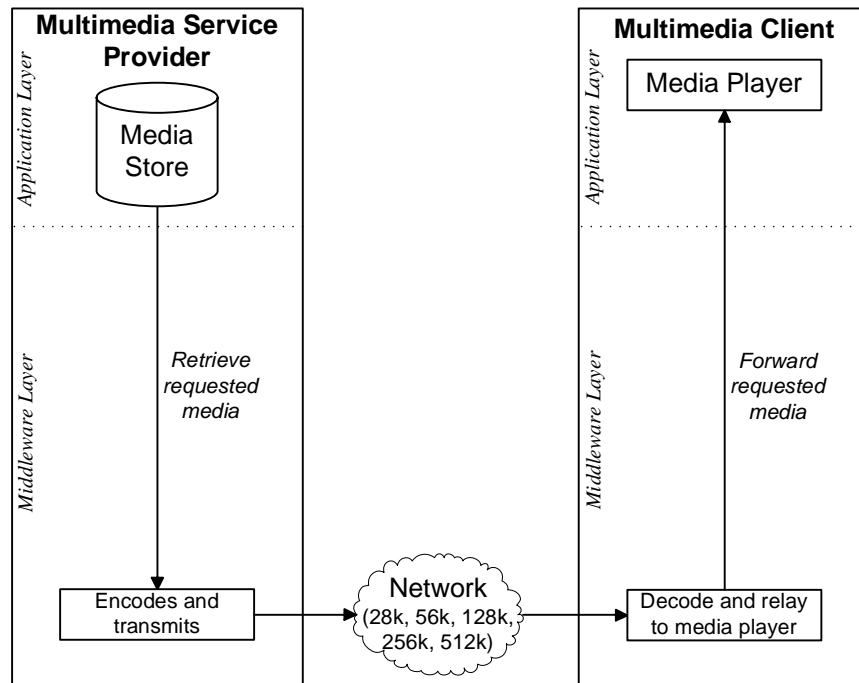 Multimedia Service
Provider
Application Layer
Media
Store
Middleware Layer
Retrieve
requested
media
Encodes and
transmits
Network
(28k, 56k, 128k,
256k, 512k)
Multimedia Client
Application Layer
Media Player
Middleware Layer
Forward
requested
media
Decode and relay
to media player